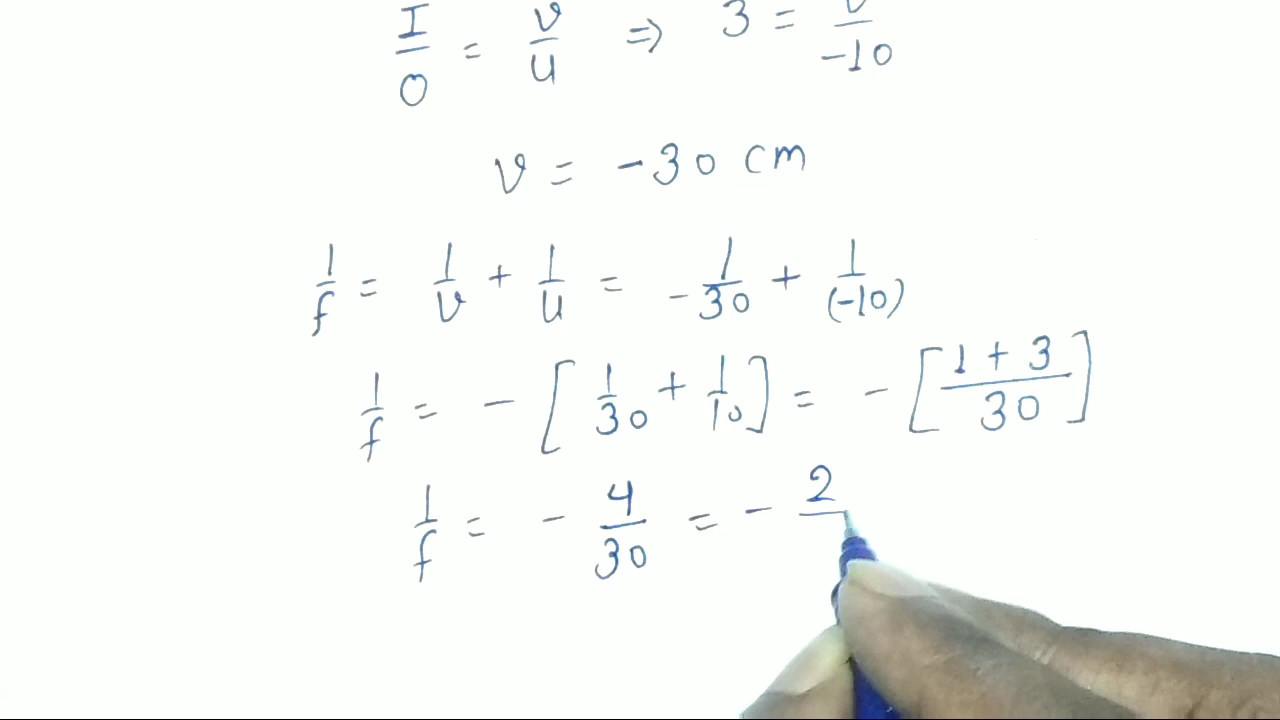 I/O = v/u ⇒ 3 = v/-10
v = -30 cm
1/f = 1/v + 1/u = -1/30 + 1/(-10)
1/f = -[1/30 + 1/10] = -[(1+3)/30]
1/f = -4/30 = -2/